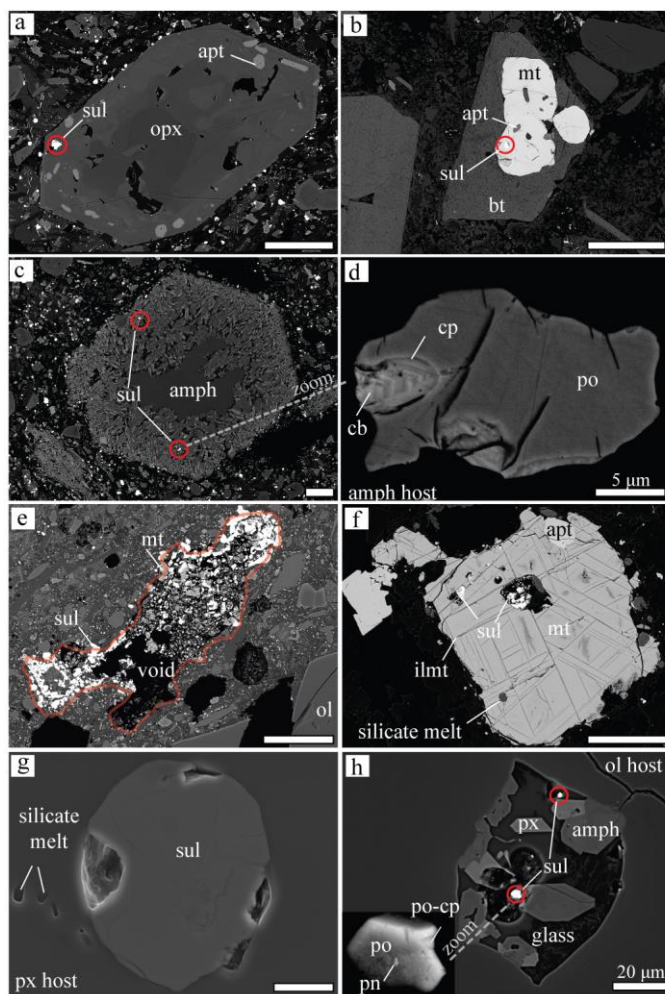 a
apt
sul
opx
b
mt
apt
sul
bt
c
sul
amph
zoom
d
cp
po
cb
amph host
5 μm
e
mt
sul
void
ol
f
apt
sul
mt
ilmt
silicate melt
g
silicate
melt
sul
px host
h
ol host
px
amph
sul
po-cp
zoom
po
pn
glass
20 μm